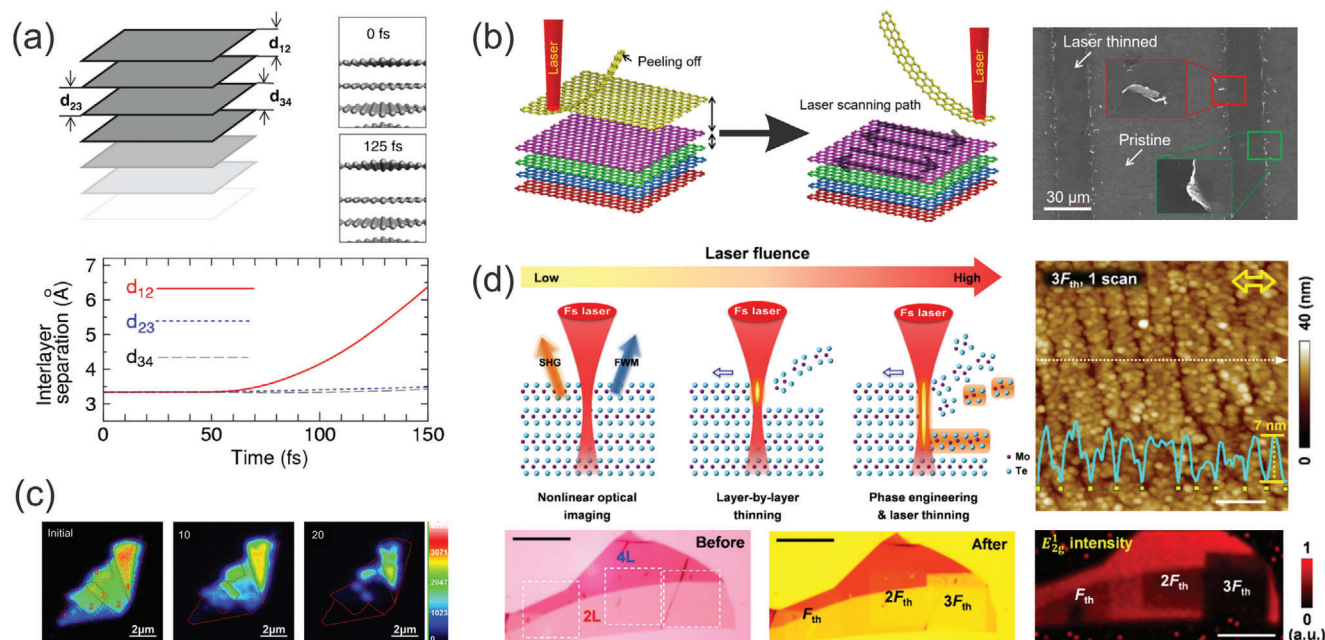 (a)
d12
d23
d34
0 fs
125 fs
7
6
5
4
3
Interlayer
separation (Å)
d12
d23
d34
0
50
100
150
Time (fs)
(b)
Laser
Peeling off
Laser scanning path
Laser
Laser thinned
Pristine
30 μm
(c)
Initial
2
3
2
4
2μm
10
2μm
20
2μm
3071
2047
1023
0
(d)
Laser fluence
Low
High
Fs laser
Fs laser
Fs laser
SHG
FWM
Mo
Te
Nonlinear optical
imaging
Layer-by-layer
thinning
Phase engineering
& laser thinning
3Fth, 1 scan
7 nm
40 (nm)
0
Before
4L
2L
After
Fth
2Fth
3Fth
E12g intensity
Fth
2Fth
3Fth
1
0
(a.u.)